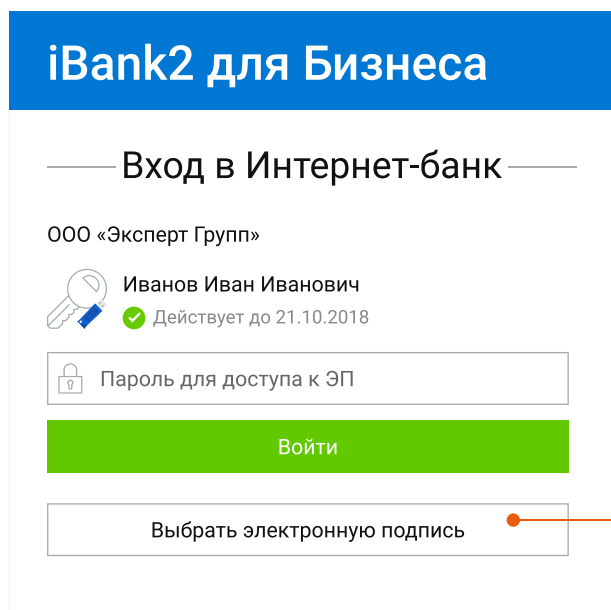 iBank2 для Бизнеса
Вход в Интернет-банк
ООО «Эксперт Групп»
Иванов Иван Иванович
Действует до 21.10.2018
Пароль для доступа к ЭП
Войти
Выбрать электронную подпись